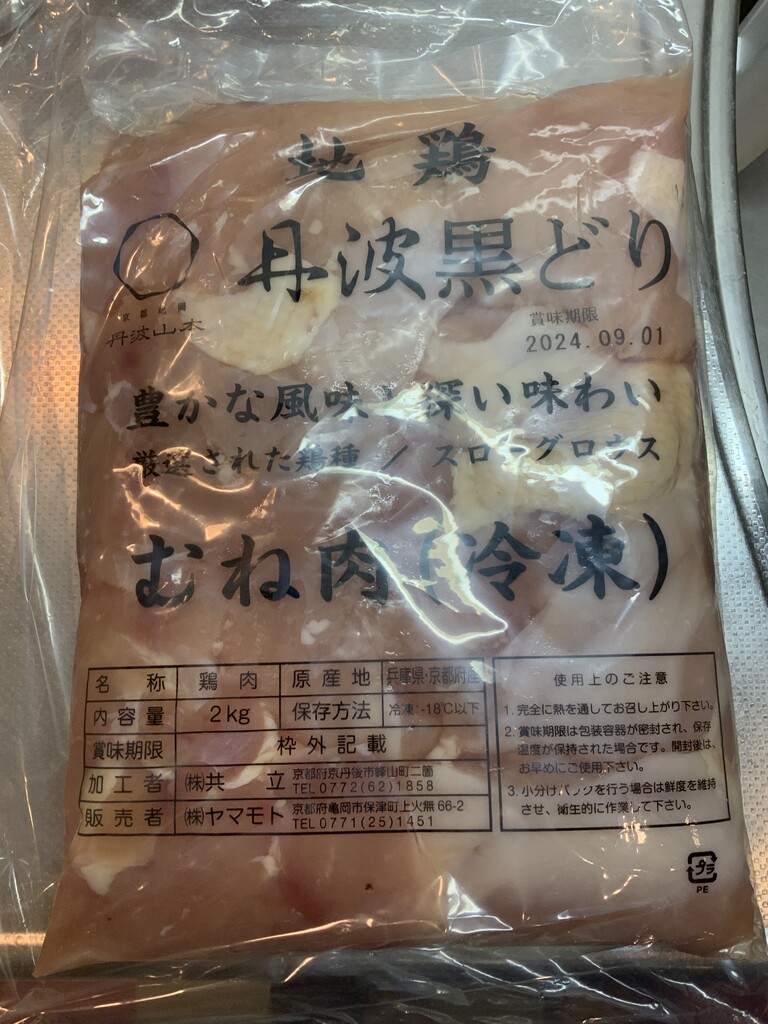 地鶏
丹波黒どり
京都亀岡
丹波山本
賞味期限
2024.09.01
豊かな風味／深い味わい
厳選された鶏種／スローグロウス
むね肉(冷凍)
名称 鶏肉 原産地 兵庫県・京都府産
内容量 2kg 保存方法 冷凍:-18℃以下
賞味期限 枠外記載
加工者 ㈱共立 京都府京丹後市峰山町二箇
TEL0772(62)1858
販売者 ㈱ヤマモト 京都府亀岡市保津町上火無66-2
TEL0771(25)1451
使用上のご注意
1. 完全に熱を通してお召し上がり下さい。
2. 賞味期限は包装容器が密封され、保存
温度が保持された場合です。開封後は、
お早めにご使用下さい。
3. 小分けパックを行う場合は鮮度を維持
させ、衛生的に作業して下さい。
プラ
PE